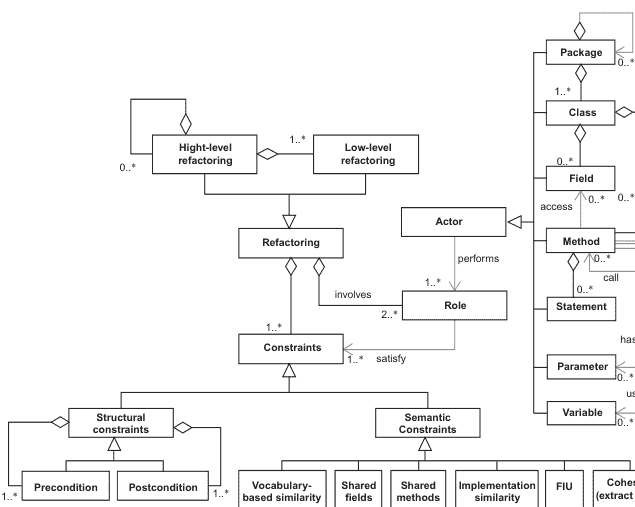 Package
0..*
1..*
Class
Hight-level
refactoring
1..*
Low-level
refactoring
0..*
0..*
Field
0..*
0..*
access
Actor
Refactoring
Method
0..*
performs
call
1..*
0..*
involves
2..*
Role
Statement
1..*
Constraints
1..*
satisfy
Parameter
0..*
Structural
constraints
Semantic
Constraints
Variable
0..*
Precondition
Postcondition
1..*
1..*
Vocabulary-
based similarity
Shared
fields
Shared
methods
Implementation
similarity
FIU
(extract